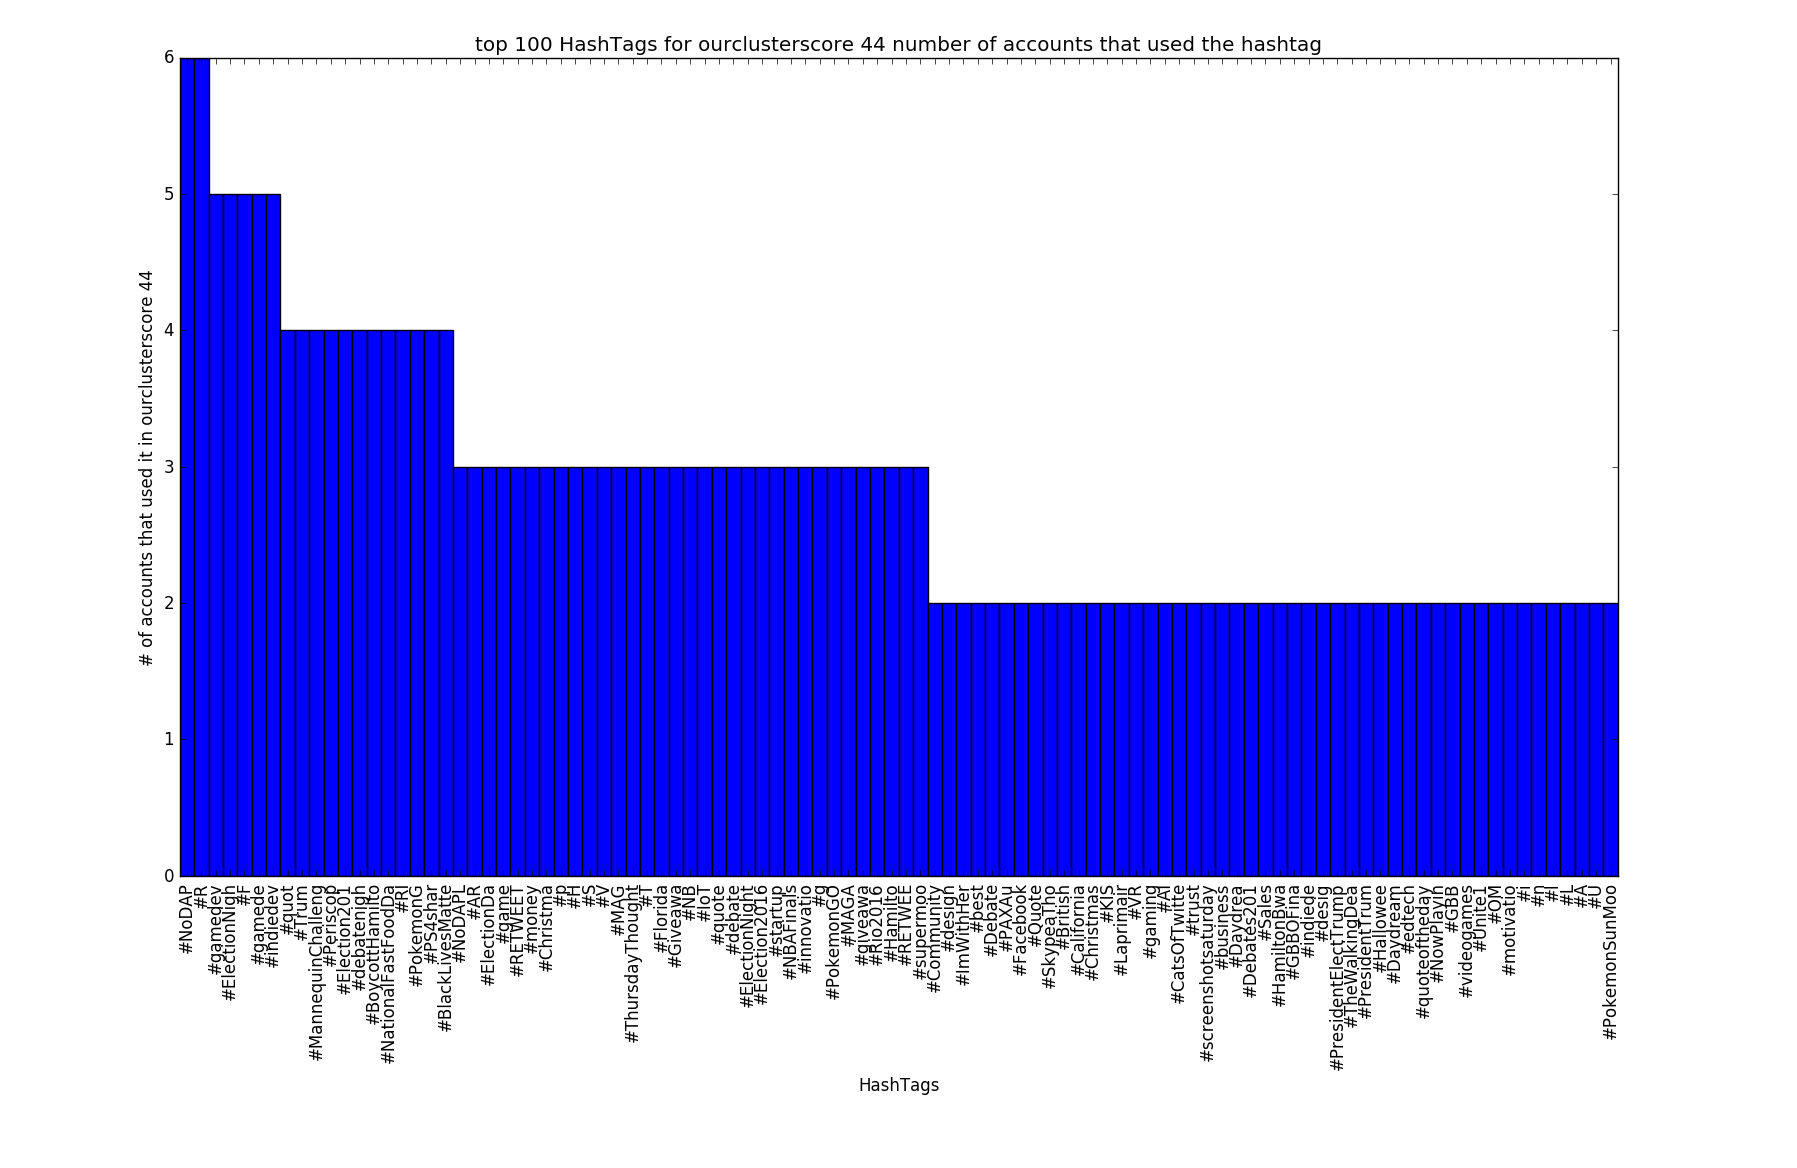 top 100 HashTags for ourclusterscore 44 number of accounts that used the hashtag
# of accounts that used it in ourclusterscore 44
6
5
4
3
2
1
0
#NoDAP
#R
#gamedev
#ElectionNigh
#F
#gamede
#indiedev
#quot
#Trum
#MannequinChalleng
#Periscop
#Election201
#debatenigh
#BoycottHamilto
#NationalFastFoodDa
#RI
#PokemonG
#PS4shar
#BlackLivesMatte
#NoDAPL
#AR
#ElectionDa
#game
#RETWEET
#money
#Christma
#p
#H
#S
#V
#MAG
#ThursdayThought
#T
#Florida
#Giveawa
#NB
#IoT
#quote
#debate
#ElectionNight
#Election2016
#startup
#NBAFinals
#innovatio
#g
#PokemonGO
#MAGA
#giveawa
#Rio2016
#Hamilto
#RETWEE
#supermoo
#Community
#design
#ImWithHer
#best
#Debate
#PAXAu
#Facebook
#Quote
#SkypeaTho
#British
#California
#Christmas
#KIS
#Laprimair
#VR
#gaming
#AI
#CatsOfTwitte
#trust
#screenshotsaturday
#business
#Daydrea
#Debates201
#Sales
#HamiltonBwa
#GBBOFina
#indiede
#desig
#PresidentElectTrump
#TheWalkingDea
#PresidentTrum
#Hallowee
#Daydream
#edtech
#quoteoftheday
#NowPlayin
#GBB
#videogames
#Unite1
#OM
#motivatio
#i
#n
#L
#A
#U
#PokemonSunMoo
HashTags